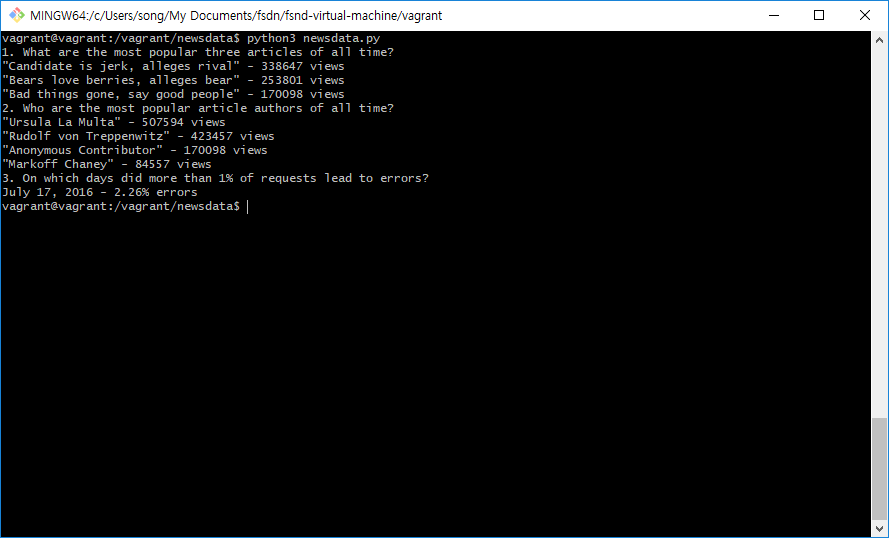 MINGW64:/c/Users/song/My Documents/fsdn/fsnd-virtual-machine/vagrant
vagrant@vagrant:/vagrant/newsdata$ python3 newsdata.py
1. What are the most popular three articles of all time?
"Candidate is jerk, alleges rival" - 338647 views
"Bears love berries, alleges bear" - 253801 views
"Bad things gone, say good people" - 170098 views
2. Who are the most popular article authors of all time?
"Ursula La Multa" - 507594 views
"Rudolf von Treppenwitz" - 423457 views
"Anonymous Contributor" - 170098 views
"Markoff Chaney" - 84557 views
3. On which days did more than 1% of requests lead to errors?
July 17, 2016 - 2.26% errors
vagrant@vagrant:/vagrant/newsdata$